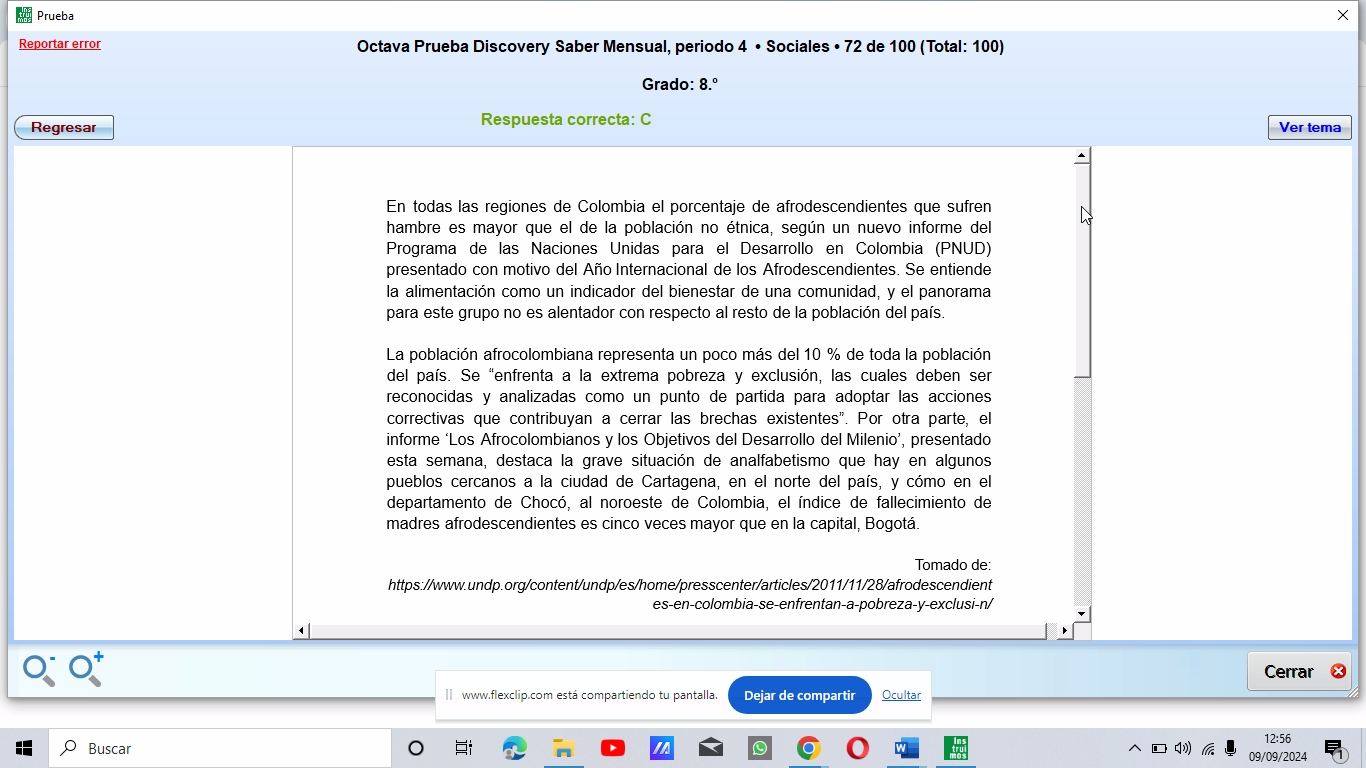 Prueba
Reportar error
Octava Prueba Discovery Saber Mensual, periodo 4 • Sociales • 72 de 100 (Total: 100)
Grado: 8.°
Respuesta correcta: C
Regresar
Ver tema
En todas las regiones de Colombia el porcentaje de afrodescendientes que sufren
hambre es mayor que el de la población no étnica, según un nuevo informe del
Programa de las Naciones Unidas para el Desarrollo en Colombia (PNUD)
presentado con motivo del Año Internacional de los Afrodescendientes. Se entiende
la alimentación como un indicador del bienestar de una comunidad, y el panorama
para este grupo no es alentador con respecto al resto de la población del país.
La población afrocolombiana representa un poco más del 10 % de toda la población
del país. Se “enfrenta a la extrema pobreza y exclusión, las cuales deben ser
reconocidas y analizadas como un punto de partida para adoptar las acciones
correctivas que contribuyan a cerrar las brechas existentes”. Por otra parte, el
informe ‘Los Afrocolombianos y los Objetivos del Desarrollo del Milenio’, presentado
esta semana, destaca la grave situación de analfabetismo que hay en algunos
pueblos cercanos a la ciudad de Cartagena, en el norte del país, y cómo en el
departamento de Chocó, al noroeste de Colombia, el índice de fallecimiento de
madres afrodescendientes es cinco veces mayor que en la capital, Bogotá.
Tomado de:
https://www.undp.org/content/undp/es/home/presscenter/articles/2011/11/28/afrodescendient
es-en-colombia-se-enfrentan-a-pobreza-y-exclusi-n/
Cerrar
www.flexclip.com está compartiendo tu pantalla.
Dejar de compartir
Ocultar
Buscar
12:56
09/09/2024
1